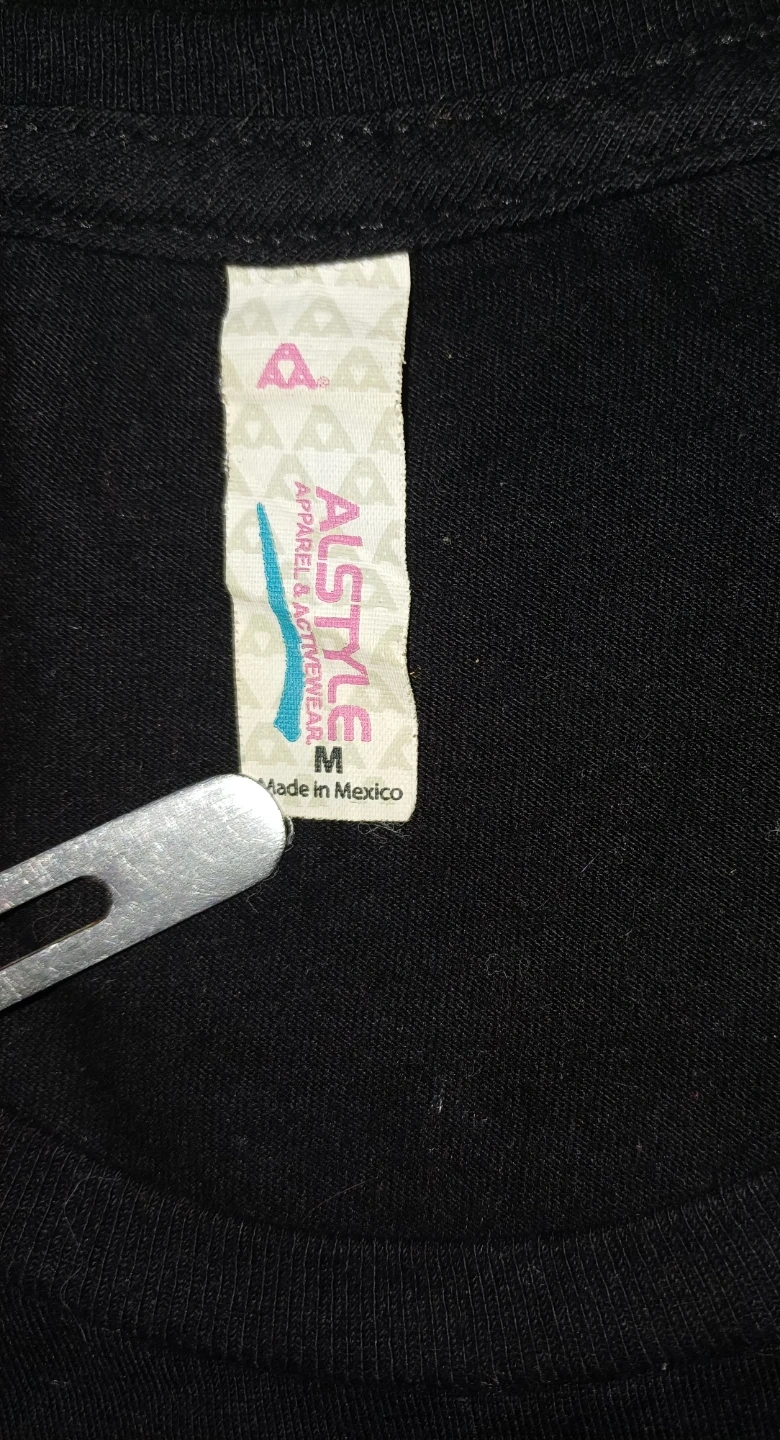 A®
ALSTYLE
APPAREL & ACTIVEWEAR
M
Made in Mexico